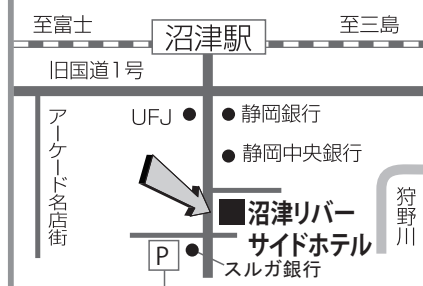 至富士
沼津駅
至三島
旧国道1号
アーケード名店街
UFJ
静岡銀行
静岡中央銀行
沼津リバー
サイドホテル
狩野川
P
スルガ銀行